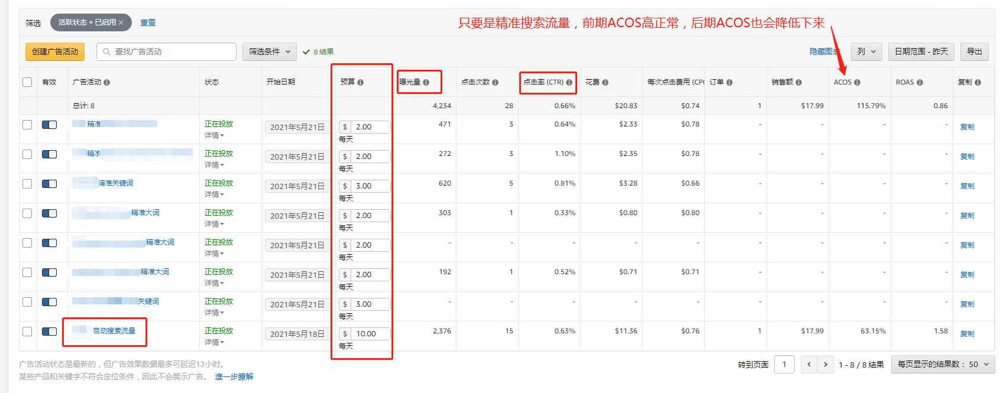 筛选 活跃状态 = 已启用 × 重置
只要是精准搜索流量，前期ACOS高正常，后期ACOS也会降低下来
创建广告活动 查找广告活动 筛选条件 8 结果 隐藏图表 列 日期范围 - 昨天 导出
有效 广告活动 状态 开始日期 预算 曝光量 点击次数 点击率 (CTR) 花费 每次点击费用 (CPC 订单 销售额 ACOS ROAS 复制
总计: 8 4,234 28 0.66% $20.83 $0.74 1 $17.99 115.79% 0.86
精准 正在投放 2021年5月21日 $ 2.00 471 3 0.64% $2.33 $0.78 - - - - 复制
详情 每天
精准 正在投放 2021年5月21日 $ 2.00 272 3 1.10% $2.35 $0.78 - - - - 复制
详情 每天
精准关键词 正在投放 2021年5月21日 $ 3.00 620 5 0.81% $3.28 $0.66 - - - - 复制
详情 每天
精准大词 正在投放 2021年5月21日 $ 2.00 303 1 0.33% $0.80 $0.80 - - - - 复制
详情 每天
精准大词 正在投放 2021年5月21日 $ 2.00 - - - - - - - - - 复制
详情 每天
精准大词 正在投放 2021年5月21日 $ 2.00 192 1 0.52% $0.71 $0.71 - - - - 复制
详情 每天
关键词 正在投放 2021年5月21日 $ 3.00 - - - - - - - - - 复制
详情 每天
自动搜索流量 正在投放 2021年5月18日 $ 10.00 2,376 15 0.63% $11.36 $0.76 1 $17.99 63.15% 1.58 复制
详情 每天
广告活动状态是最新的，但广告效果数据最多可延迟12小时。
某些产品和关键字不符合定位条件，因此不会展示广告。 進一步瞭解
转到页面 1 1 - 8 / 8 结果 每页显示的结果数： 50